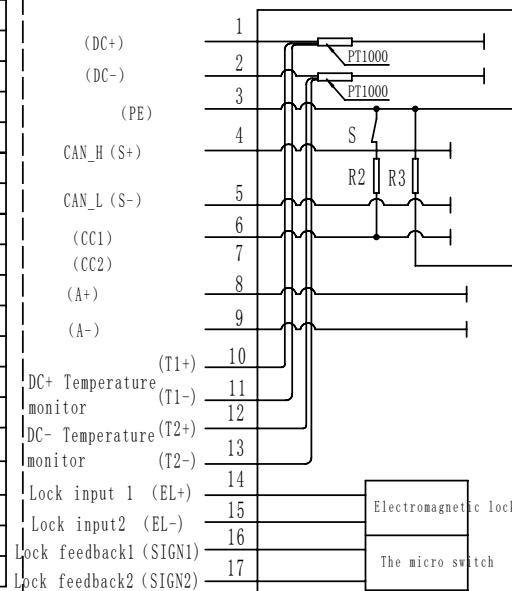 1
(DC+)
PT1000
2
(DC-)
PT1000
3
(PE)
4
S
CAN_H (S+)
R2 R3
5
CAN_L (S-)
6
(CC1)
7
(CC2)
8
(A+)
9
(A-)
10
(T1+)
DC+ Temperature
monitor
11
(T1-)
12
(T2+)
DC- Temperature
monitor
13
(T2-)
14
Lock input 1 (EL+)
15
Electromagnetic lock
Lock input2 (EL-)
16
Lock feedback1 (SIGN1)
The micro switch
17
Lock feedback2 (SIGN2)